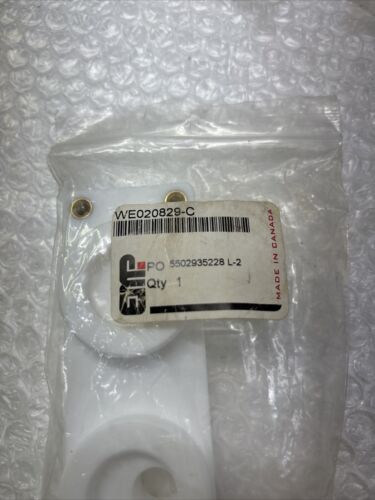 WE020829-C
PO 5502935228 L-2
Qty 1
MADE IN CANADA